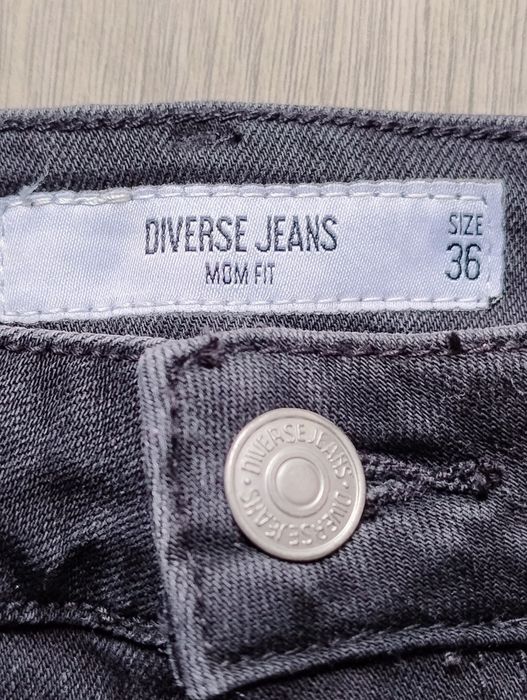 DIVERSE JEANS
MOM FIT
SIZE
36
· DIVERSE JEANS · DIVERSE JEANS